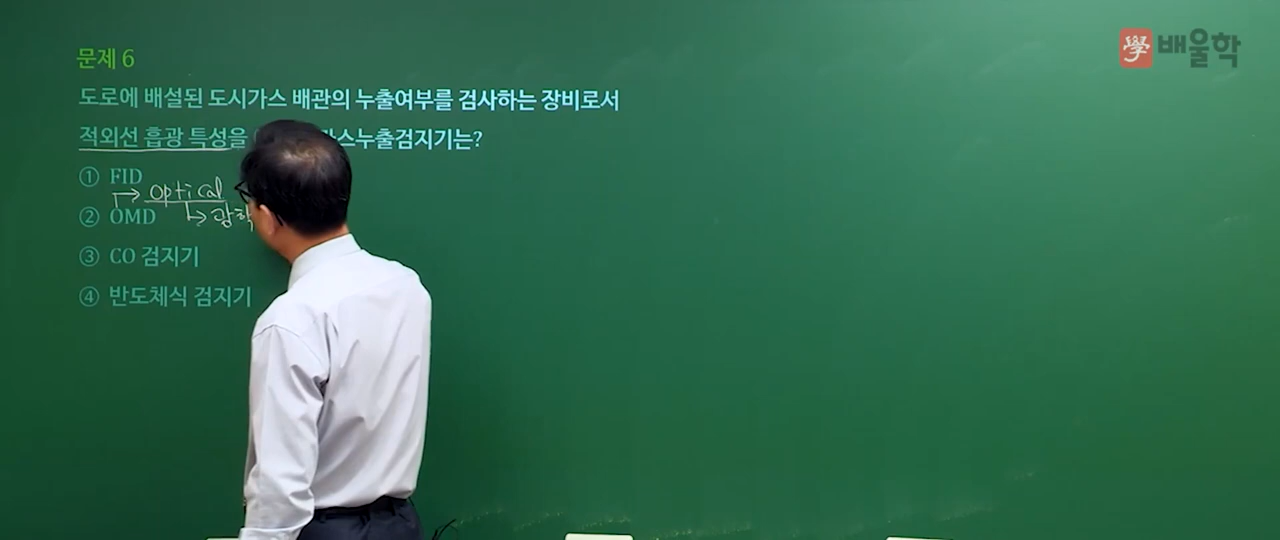 문제 6
學 배울학
도로에 배설된 도시가스 배관의 누출여부를 검사하는 장비로서
적외선 흡광 특성을 스누출검지기는?
① FID
optical
② OMD
③ CO 검지기
④ 반도체식 검지기